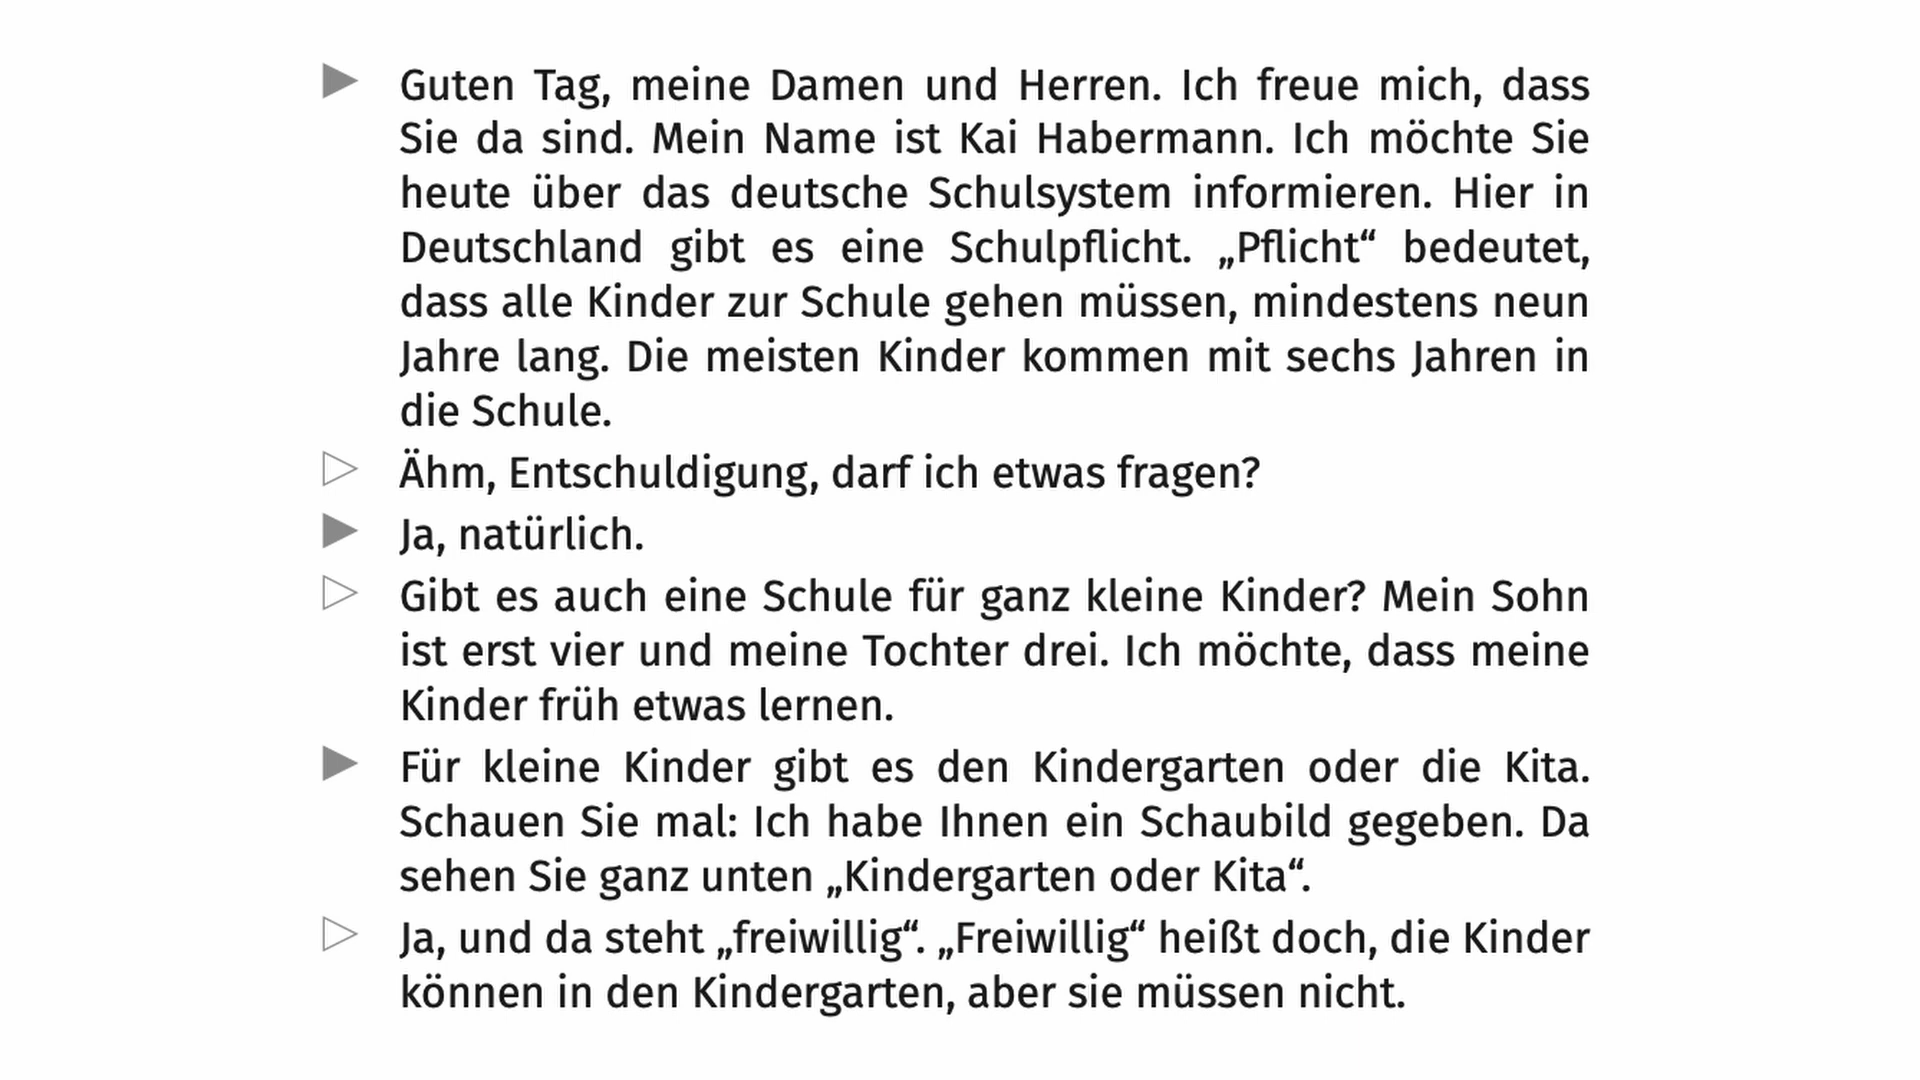 Guten Tag, meine Damen und Herren. Ich freue mich, dass
Sie da sind. Mein Name ist Kai Habermann. Ich möchte Sie
heute über das deutsche Schulsystem informieren. Hier in
Deutschland gibt es eine Schulpflicht. „Pflicht“ bedeutet,
dass alle Kinder zur Schule gehen müssen, mindestens neun
Jahre lang. Die meisten Kinder kommen mit sechs Jahren in
die Schule.
Ähm, Entschuldigung, darf ich etwas fragen?
Ja, natürlich.
Gibt es auch eine Schule für ganz kleine Kinder? Mein Sohn
ist erst vier und meine Tochter drei. Ich möchte, dass meine
Kinder früh etwas lernen.
Für kleine Kinder gibt es den Kindergarten oder die Kita.
Schauen Sie mal: Ich habe Ihnen ein Schaubild gegeben. Da
sehen Sie ganz unten „Kindergarten oder Kita“.
Ja, und da steht „freiwillig“. „Freiwillig“ heißt doch, die Kinder
können in den Kindergarten, aber sie müssen nicht.